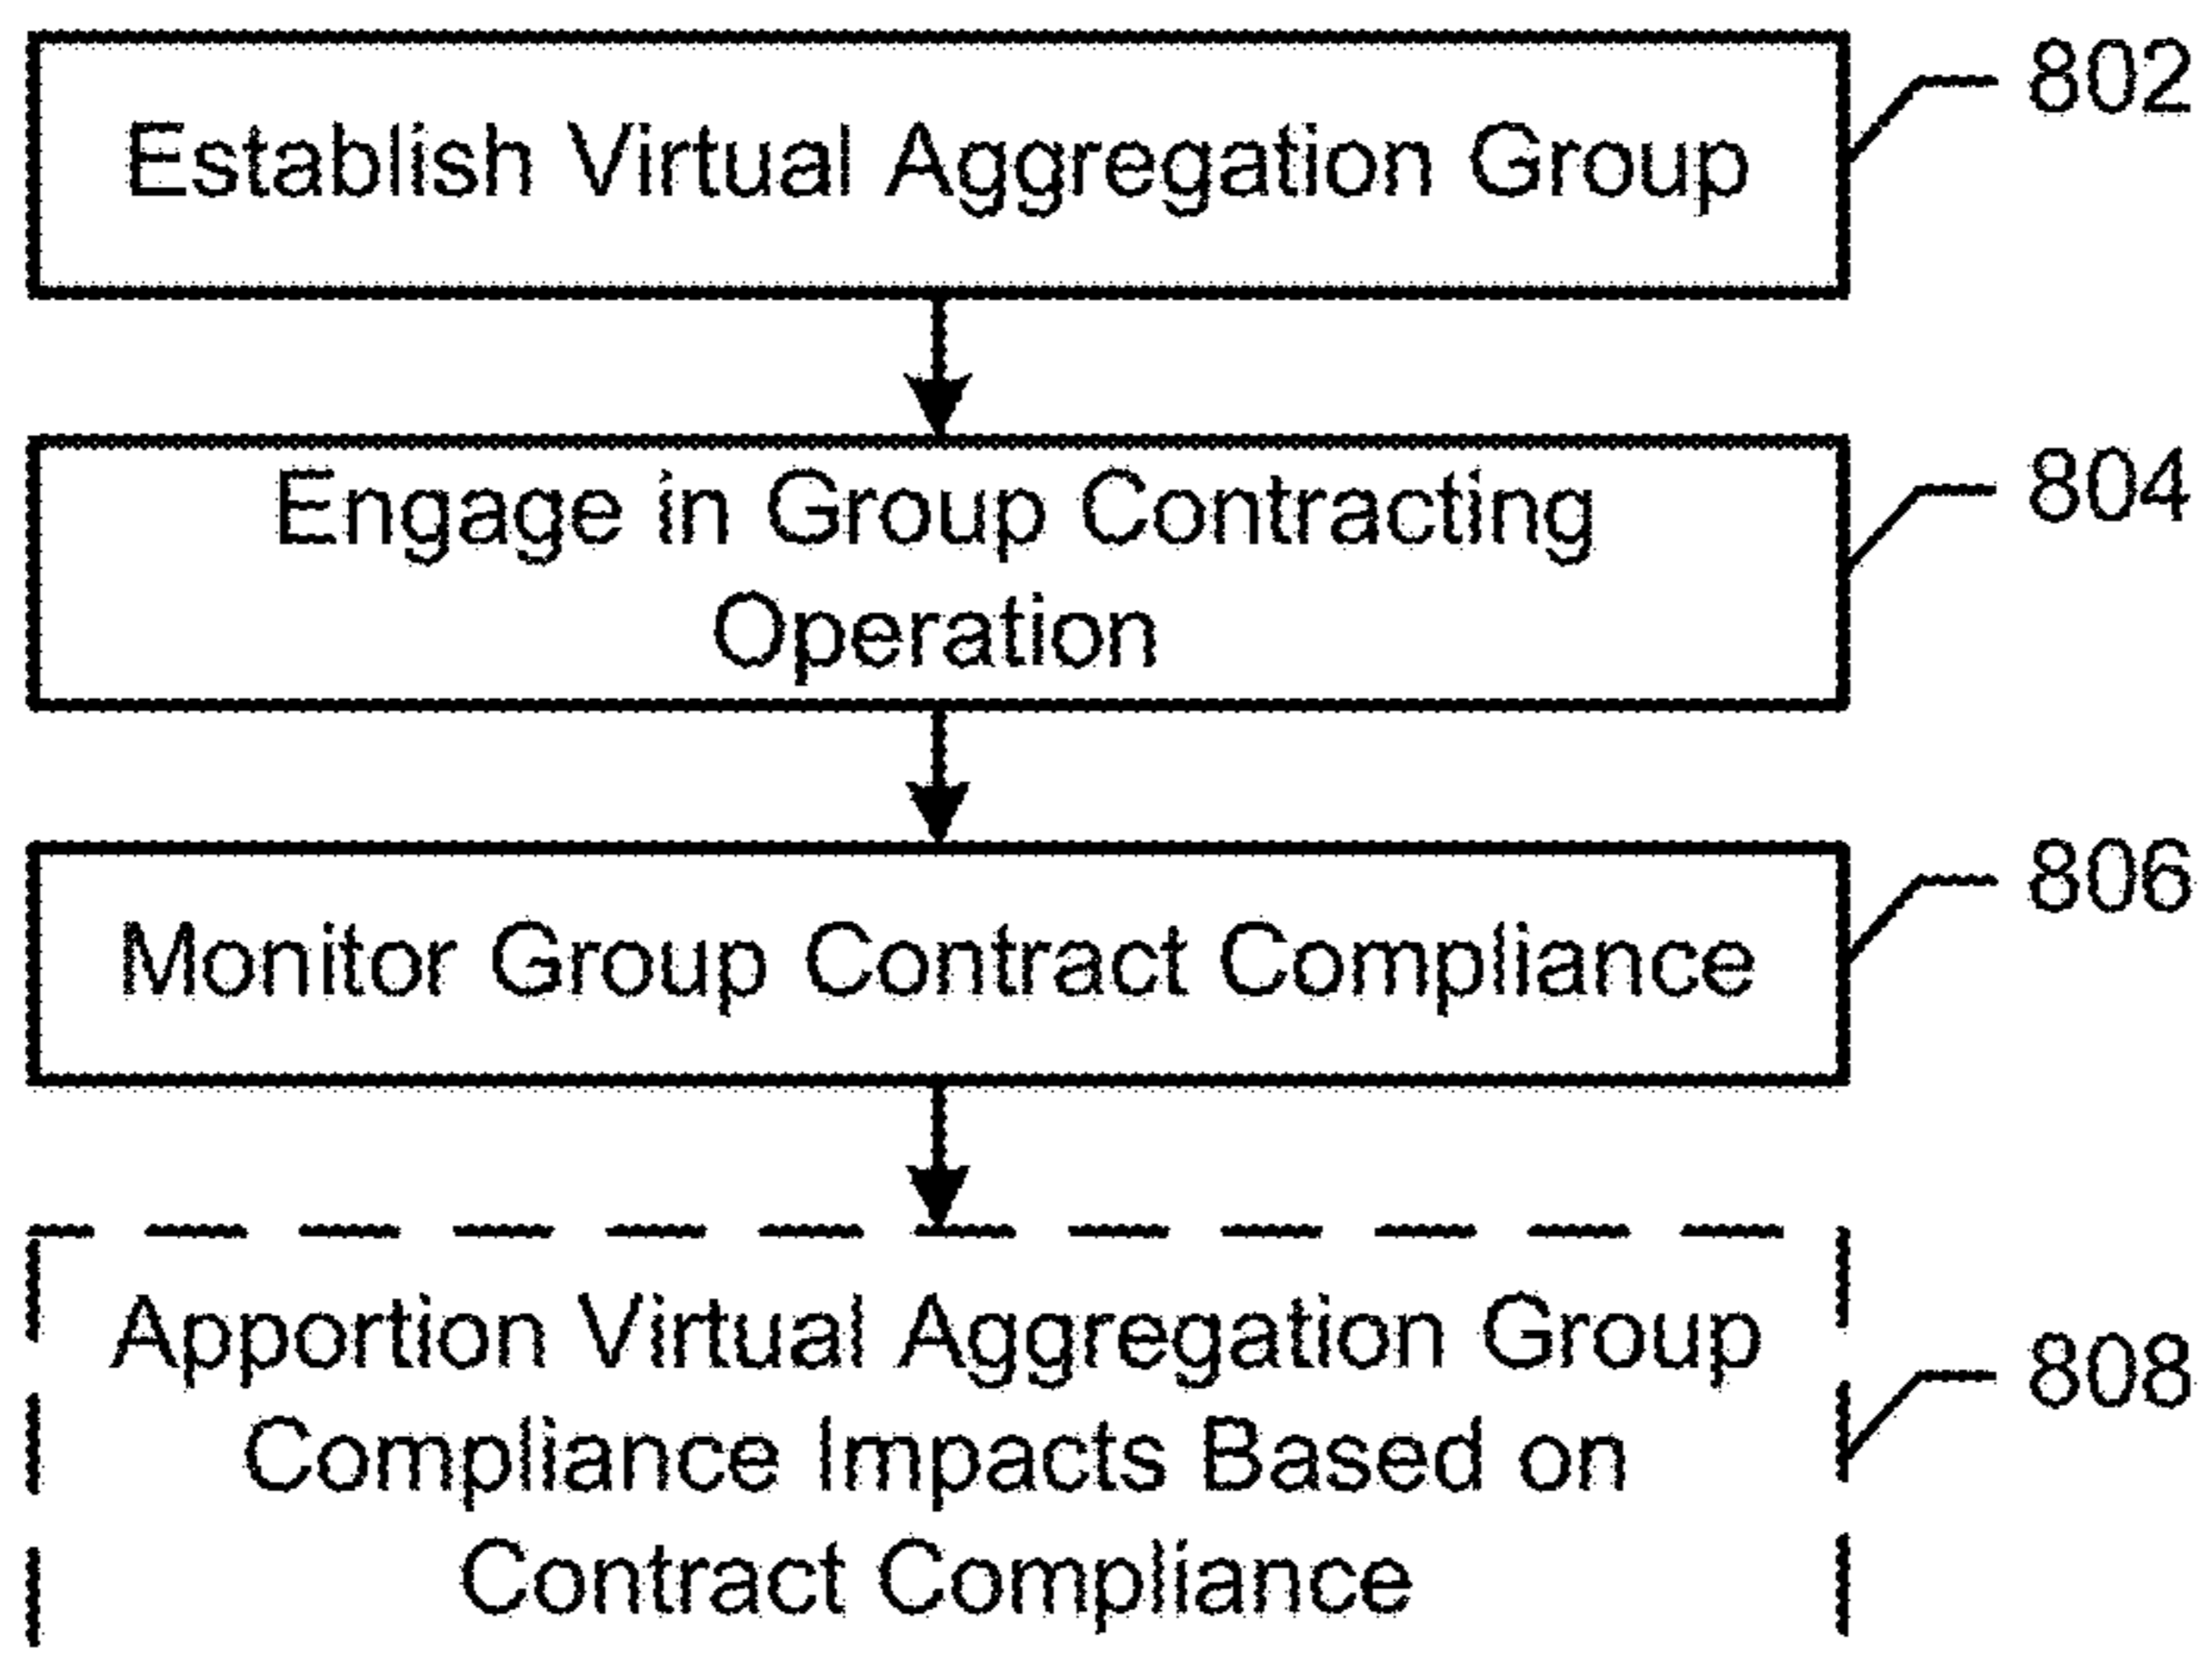 Establish Virtual Aggregation Group
802
Engage in Group Contracting
Operation
804
Monitor Group Contract Compliance
806
Apportion Virtual Aggregation Group
Compliance Impacts Based on
Contract Compliance
808